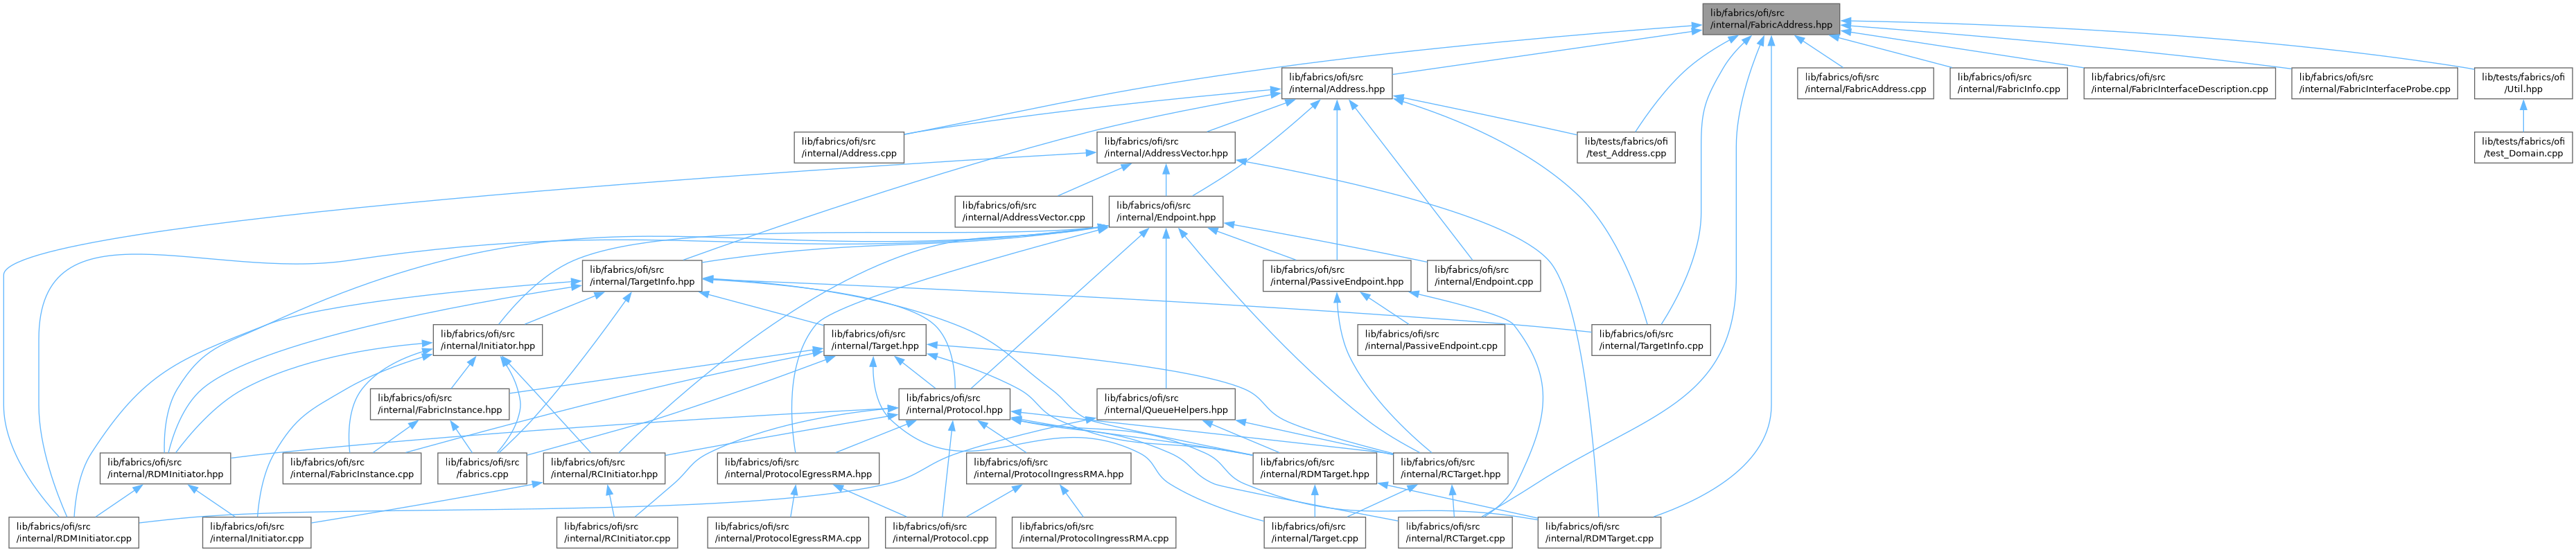 lib/fabrics/ofi/src
/internal/FabricAddress.hpp
lib/fabrics/ofi/src
/internal/Address.hpp
lib/fabrics/ofi/src
/internal/FabricAddress.cpp
lib/fabrics/ofi/src
/internal/FabricInfo.cpp
lib/fabrics/ofi/src
/internal/FabricInterfaceDescription.cpp
lib/fabrics/ofi/src
/internal/FabricInterfaceProbe.cpp
lib/tests/fabrics/ofi
/Util.hpp
lib/fabrics/ofi/src
/internal/Address.cpp
lib/fabrics/ofi/src
/internal/AddressVector.hpp
lib/tests/fabrics/ofi
/test_Address.cpp
lib/tests/fabrics/ofi
/test_Domain.cpp
lib/fabrics/ofi/src
/internal/AddressVector.cpp
lib/fabrics/ofi/src
/internal/Endpoint.hpp
lib/fabrics/ofi/src
/internal/TargetInfo.hpp
lib/fabrics/ofi/src
/internal/PassiveEndpoint.hpp
lib/fabrics/ofi/src
/internal/Endpoint.cpp
lib/fabrics/ofi/src
/internal/Initiator.hpp
lib/fabrics/ofi/src
/internal/Target.hpp
lib/fabrics/ofi/src
/internal/PassiveEndpoint.cpp
lib/fabrics/ofi/src
/internal/TargetInfo.cpp
lib/fabrics/ofi/src
/internal/FabricInstance.hpp
lib/fabrics/ofi/src
/internal/Protocol.hpp
lib/fabrics/ofi/src
/internal/QueueHelpers.hpp
lib/fabrics/ofi/src
/internal/RDMInitiator.hpp
lib/fabrics/ofi/src
/internal/FabricInstance.cpp
lib/fabrics/ofi/src
/fabrics.cpp
lib/fabrics/ofi/src
/internal/RCInitiator.hpp
lib/fabrics/ofi/src
/internal/ProtocolEgressRMA.hpp
lib/fabrics/ofi/src
/internal/ProtocolIngressRMA.hpp
lib/fabrics/ofi/src
/internal/RDMTarget.hpp
lib/fabrics/ofi/src
/internal/RCTarget.hpp
lib/fabrics/ofi/src
/internal/RDMInitiator.cpp
lib/fabrics/ofi/src
/internal/Initiator.cpp
lib/fabrics/ofi/src
/internal/RCInitiator.cpp
lib/fabrics/ofi/src
/internal/ProtocolEgressRMA.cpp
lib/fabrics/ofi/src
/internal/Protocol.cpp
lib/fabrics/ofi/src
/internal/ProtocolIngressRMA.cpp
lib/fabrics/ofi/src
/internal/Target.cpp
lib/fabrics/ofi/src
/internal/RCTarget.cpp
lib/fabrics/ofi/src
/internal/RDMTarget.cpp